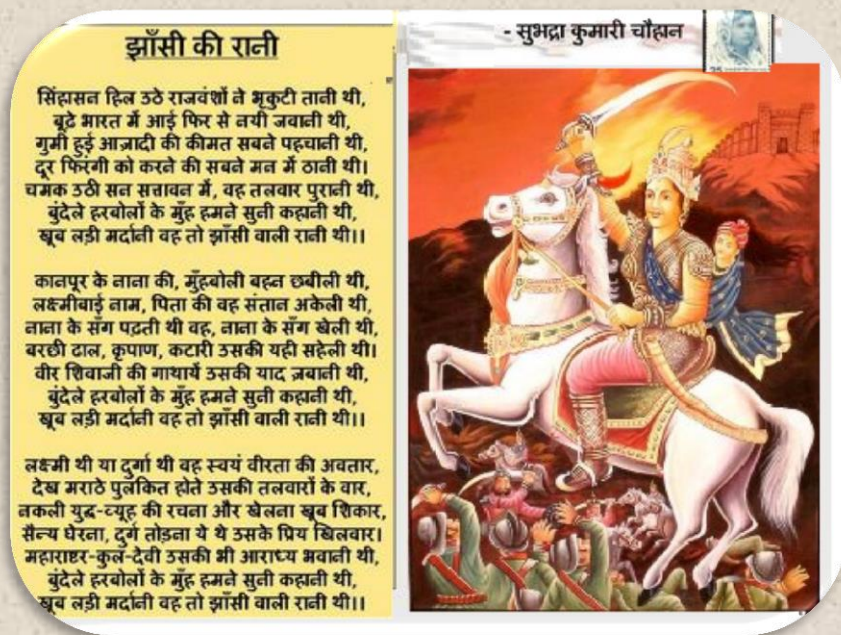 झाँसी की रानी
- सुभद्रा कुमारी चौहान
सिंहासन हिल उठे राजवंशों ने भृकुटी तानी थी,
बूढ़े भारत में आई फिर से नयी जवानी थी,
गुमी हुई आज़ादी की कीमत सबने पहचानी थी,
दूर फिरंगी को करने की सबने मन में ठानी थी।
चमक उठी सन सत्तावन में, वह तलवार पुरानी थी,
बुंदेले हरबोलों के मुँह हमने सुनी कहानी थी,
खूब लड़ी मर्दानी वह तो झाँसी वाली रानी थी।।
कानपूर के नाना की, मुँहबोली बहन छबीली थी,
लक्ष्मीबाई नाम, पिता की वह संतान अकेली थी,
नाना के सँग पढ़ती थी वह, नाना के सँग खेली थी,
बरछी ढाल, कृपाण, कटारी उसकी यही सहेली थी।
वीर शिवाजी की गाथायें उसकी याद ज़बानी थी,
बुंदेले हरबोलों के मुँह हमने सुनी कहानी थी,
खूब लड़ी मर्दानी वह तो झाँसी वाली रानी थी।।
लक्ष्मी थी या दुर्गा थी वह स्वयं वीरता की अवतार,
देख मराठे पुलकित होते उसकी तलवारों के वार,
नकली युद्ध-व्यूह की रचना और खेलना खूब शिकार,
सैन्य घेरना, दुर्ग तोड़ना ये थे उसके प्रिय खिलवार।
महाराष्टर-कुल-देवी उसकी भी आराध्य भवानी थी,
बुंदेले हरबोलों के मुँह हमने सुनी कहानी थी,
खूब लड़ी मर्दानी वह तो झाँसी वाली रानी थी।।